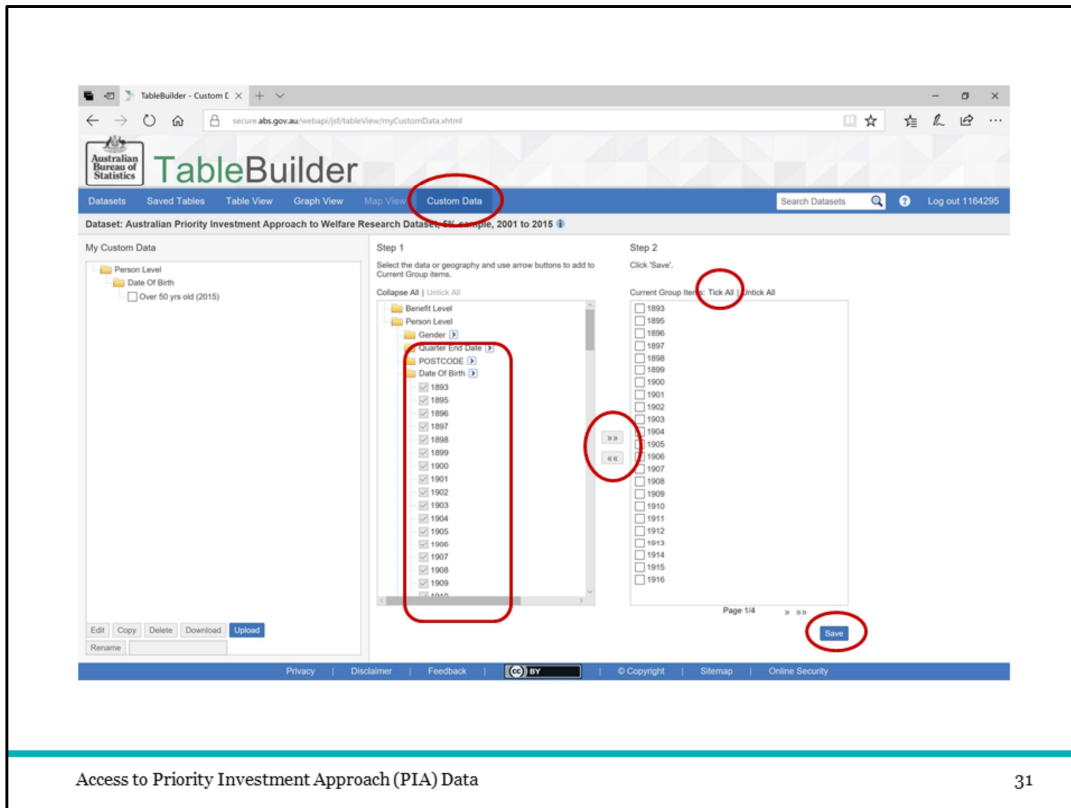 TableBuilder - Custom D
secure.abs.gov.au/webapi/jsf/tableView/myCustomData.xhtml
Australian
Bureau of
Statistics
TableBuilder
Datasets Saved Tables Table View Graph View Map View Custom Data Search Datasets ? Log out 1164295
Dataset: Australian Priority Investment Approach to Welfare Research Dataset, 5% sample, 2001 to 2015 i
My Custom Data
Person Level
Date Of Birth
Over 50 yrs old (2015)
Edit Copy Delete Download Upload
Rename
Step 1
Select the data or geography and use arrow buttons to add to
Current Group items.
Collapse All | Untick All
Benefit Level
Person Level
Gender
Quarter End Date
POSTCODE
Date Of Birth
1893
1895
1896
1897
1898
1899
1900
1901
1902
1903
1904
1905
1906
1907
1908
1909
1910
»»
««
Step 2
Click 'Save'.
Current Group Items: Tick All | Untick All
1893
1895
1896
1897
1898
1899
1900
1901
1902
1903
1904
1905
1906
1907
1908
1909
1910
1911
1912
1913
1914
1915
1916
Page 1/4 » »»
Save
Privacy | Disclaimer | Feedback | (cc) BY | © Copyright | Sitemap | Online Security
Access to Priority Investment Approach (PIA) Data 31